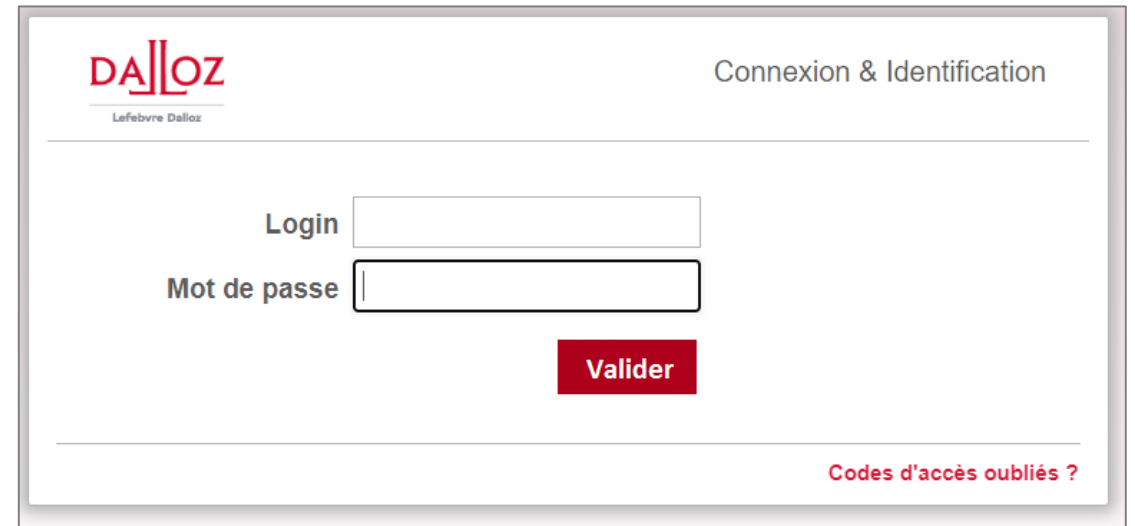 DALLOZ
Lefebvre Dalloz
Connexion & Identification
Login
Mot de passe
Valider
Codes d'accès oubliés ?